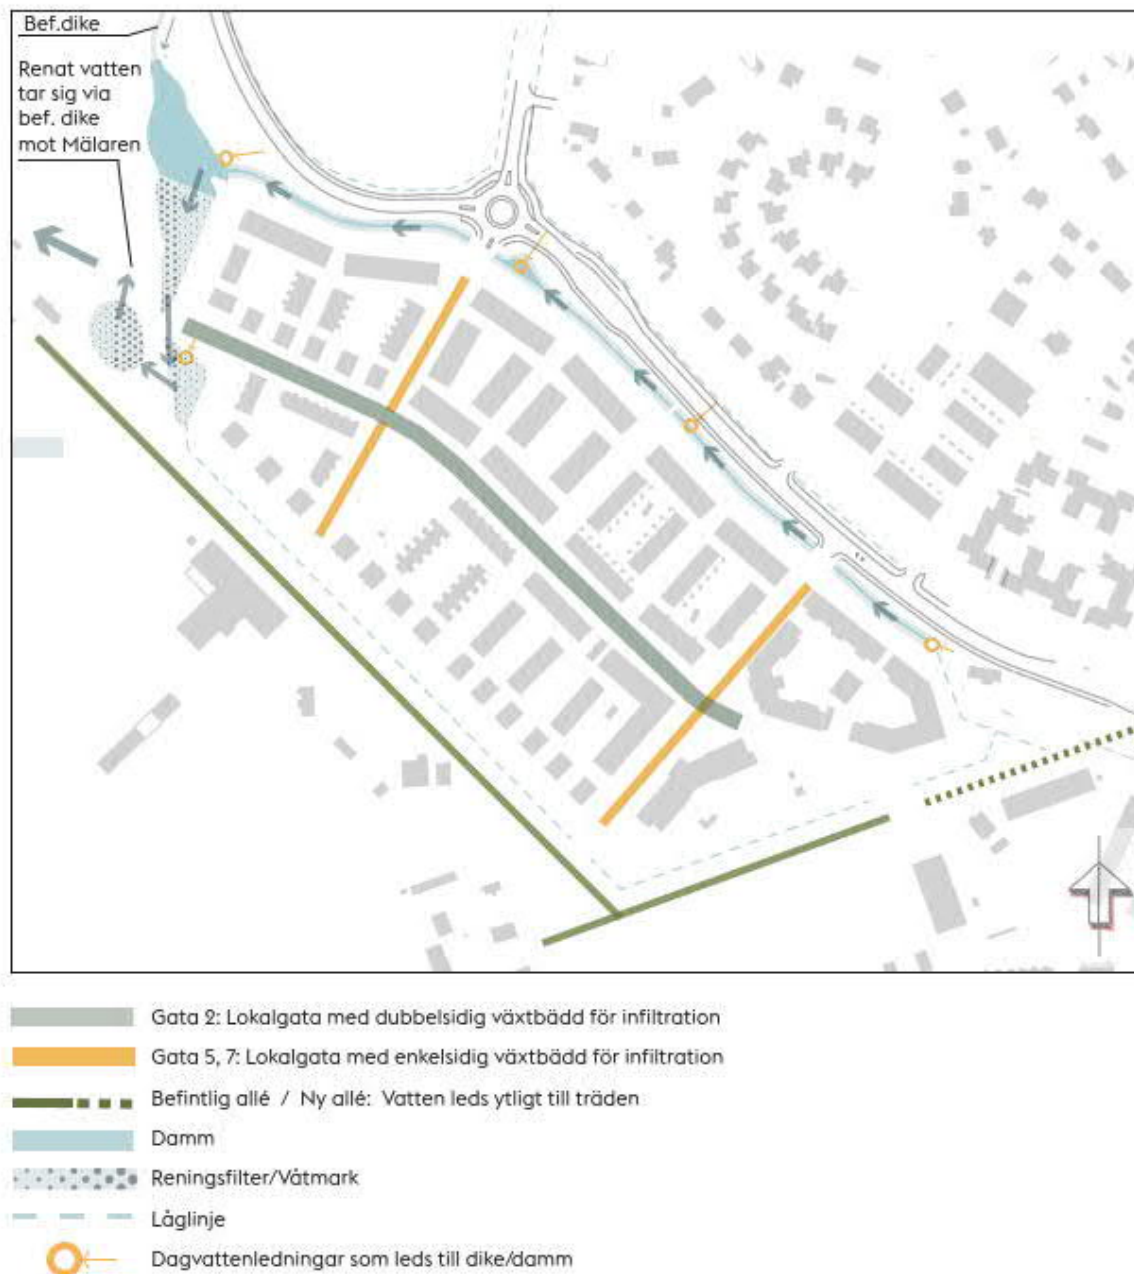 Bef.dike
Renat vatten
tar sig via
bef. dike
mot Mälaren
Gata 2: Lokalgata med dubbelsidig växtbädd för infiltration
Gata 5, 7: Lokalgata med enkelsidig växtbädd för infiltration
Befintlig allé / Ny allé: Vatten leds ytligt till träden
Damm
Reningsfilter/Våtmark
Låglinje
Dagvattenledningar som leds till dike/damm